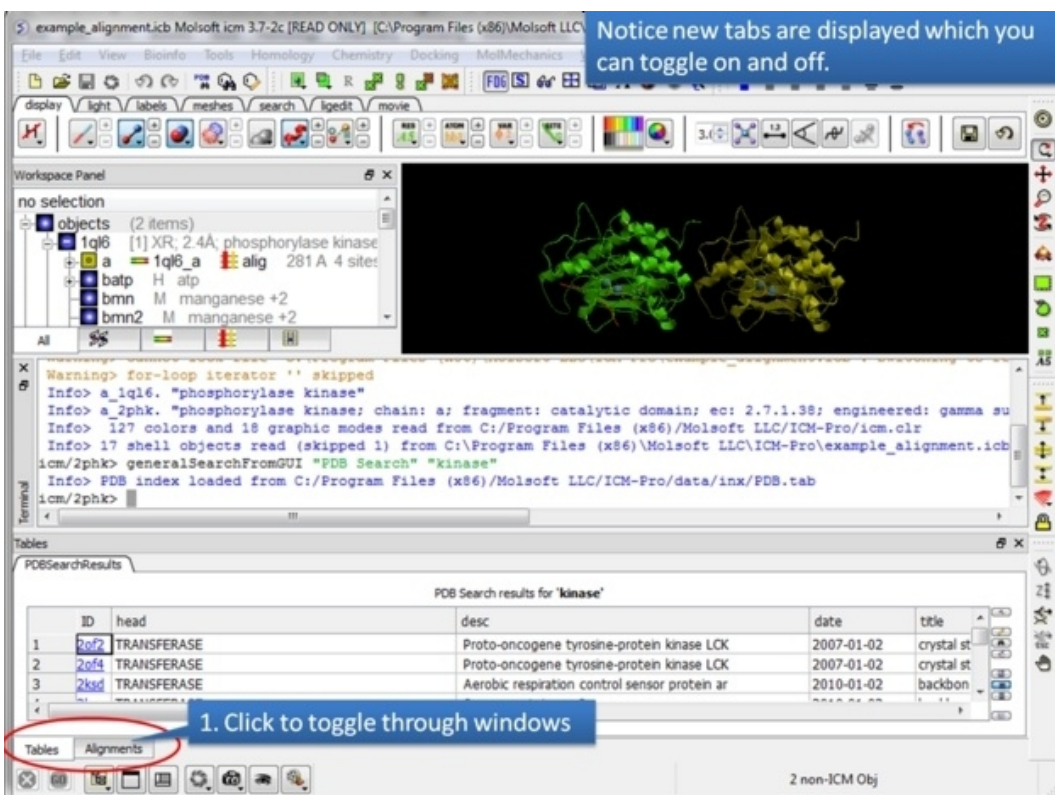 example_alignment.icb Molsoft icm 3.7-2c [READ ONLY] [C:\Program Files (x86)\Molsoft LLC\
Notice new tabs are displayed which you
can toggle on and off.
File Edit View Bioinfo Tools Homology Chemistry Docking MolMechanics
display light labels meshes search ligedit movie
Workspace Panel
no selection
objects (2 items)
1ql6 [1] XR; 2.4Å; phosphorylase kinase
a 1ql6_a alig 281 A 4 sites
batp H atp
bmn M manganese +2
bmn2 M manganese +2
All
Warning> for-loop iterator '' skipped
Info> a_1ql6. "phosphorylase kinase"
Info> a_2phk. "phosphorylase kinase; chain: a; fragment: catalytic domain; ec: 2.7.1.38; engineered: gamma su
Info> 127 colors and 18 graphic modes read from C:/Program Files (x86)/Molsoft LLC/ICM-Pro/icm.clr
Info> 17 shell objects read (skipped 1) from C:\Program Files (x86)\Molsoft LLC\ICM-Pro\example_alignment.icb
icm/2phk> generalSearchFromGUI "PDB Search" "kinase"
Info> PDB index loaded from C:/Program Files (x86)/Molsoft LLC/ICM-Pro/data/inx/PDB.tab
icm/2phk>
Terminal
Tables
PDBSearchResults
PDB Search results for 'kinase'
ID head desc date title
1 2of2 TRANSFERASE Proto-oncogene tyrosine-protein kinase LCK 2007-01-02 crystal st
2 2of4 TRANSFERASE Proto-oncogene tyrosine-protein kinase LCK 2007-01-02 crystal st
3 2ksd TRANSFERASE Aerobic respiration control sensor protein ar 2010-01-02 backbon
1. Click to toggle through windows
Tables Alignments
2 non-ICM Obj